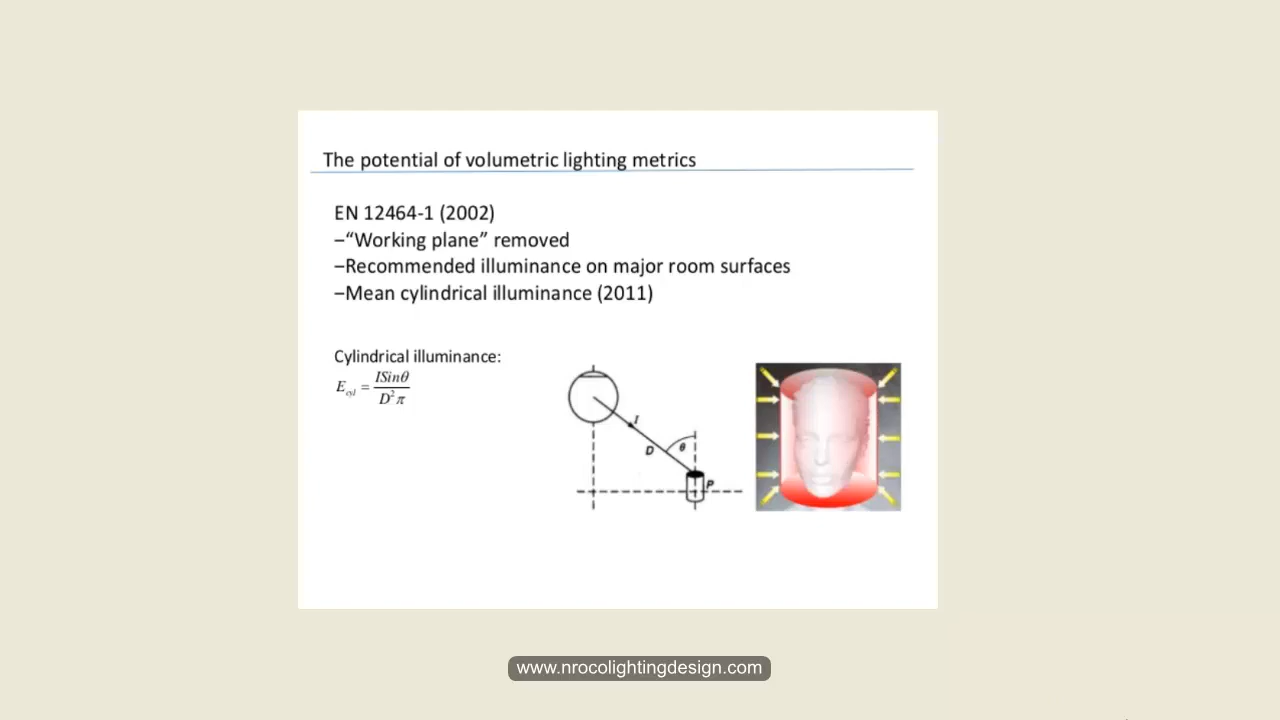 The potential of volumetric lighting metrics
EN 12464-1 (2002)
–“Working plane” removed
–Recommended illuminance on major room surfaces
–Mean cylindrical illuminance (2011)
Cylindrical illuminance:
E_cyl = ISinθ / D²π
I
D
θ
P
www.nrocolightingdesign.com